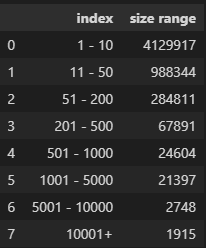 index size range
0 1 - 10 4129917
1 11 - 50 988344
2 51 - 200 284811
3 201 - 500 67891
4 501 - 1000 24604
5 1001 - 5000 21397
6 5001 - 10000 2748
7 10001+ 1915